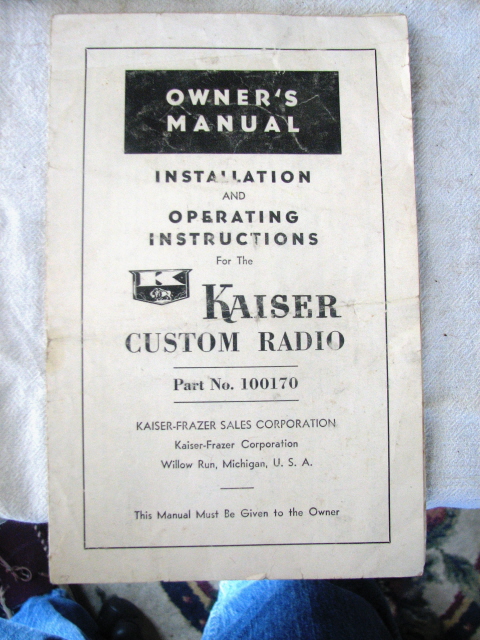 OWNER'S
MANUAL
INSTALLATION
AND
OPERATING
INSTRUCTIONS
For The
K
KAISER
CUSTOM RADIO
Part No. 100170
KAISER-FRAZER SALES CORPORATION
Kaiser-Frazer Corporation
Willow Run, Michigan, U. S. A.
This Manual Must Be Given to the Owner